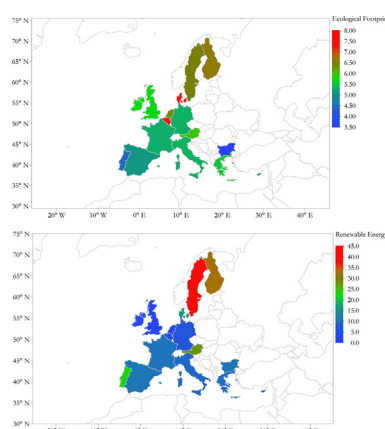 75° N
Ecological Footpri
70° N
8.00
7.50
65° N
7.00
6.50
60° N
6.00
55° N
5.50
5.00
50° N
4.50
45° N
4.00
3.50
40° N
35° N
30° N
20° W 10° W 0° E 10° E 20° E 30° E 40° E
75° N
Renewable Energ
70° N
45.0
40.0
65° N
35.0
60° N
30.0
25.0
55° N
20.0
50° N
15.0
10.0
45° N
5.0
40° N
0.0
35° N
30° N